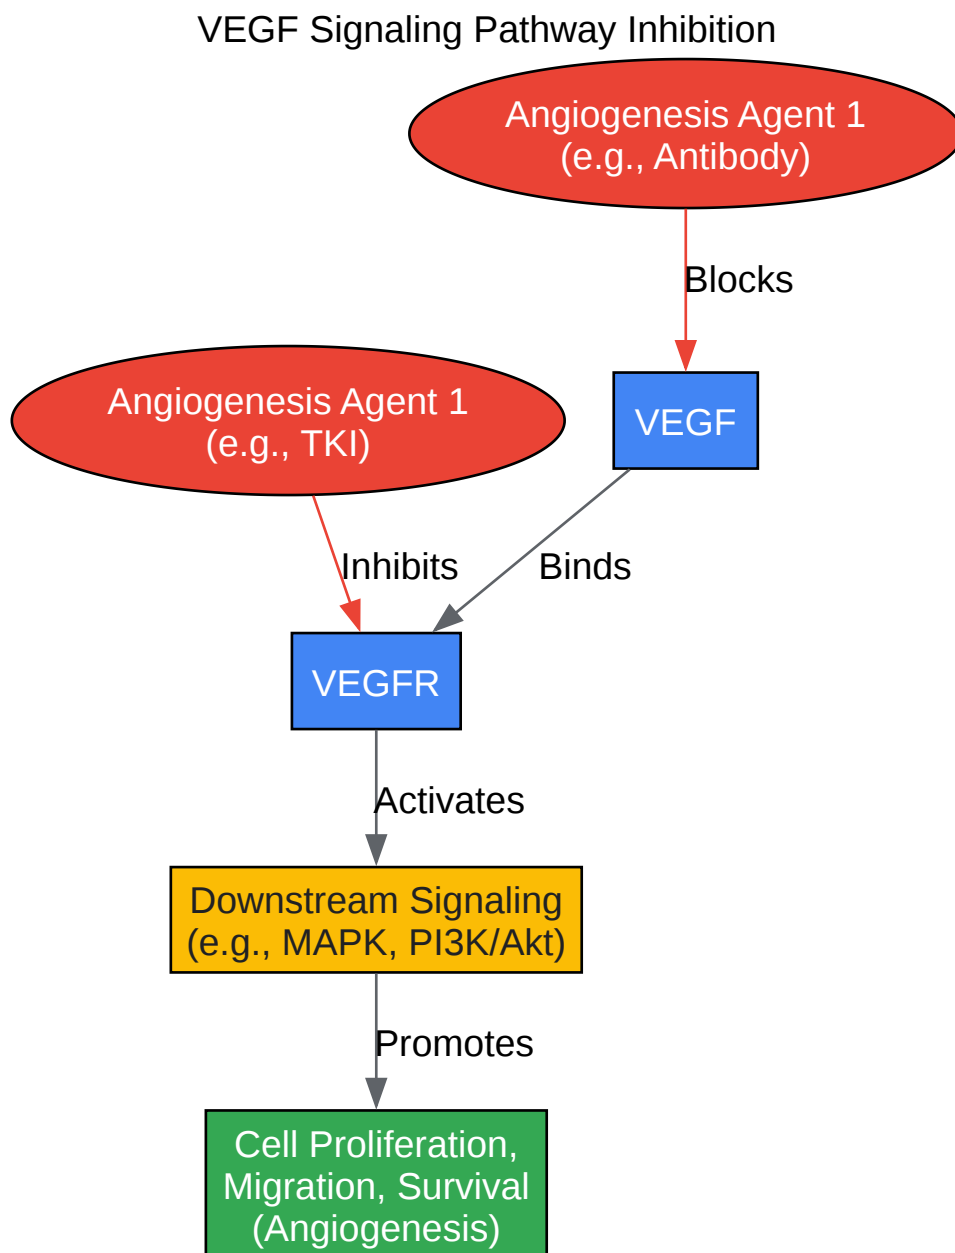 VEGF Signaling Pathway Inhibition
Angiogenesis Agent 1
(e.g., Antibody)
Blocks
Angiogenesis Agent 1
(e.g., TKI)
VEGF
Inhibits
Binds
VEGFR
Activates
Downstream Signaling
(e.g., MAPK, PI3K/Akt)
Promotes
Cell Proliferation,
Migration, Survival
(Angiogenesis)